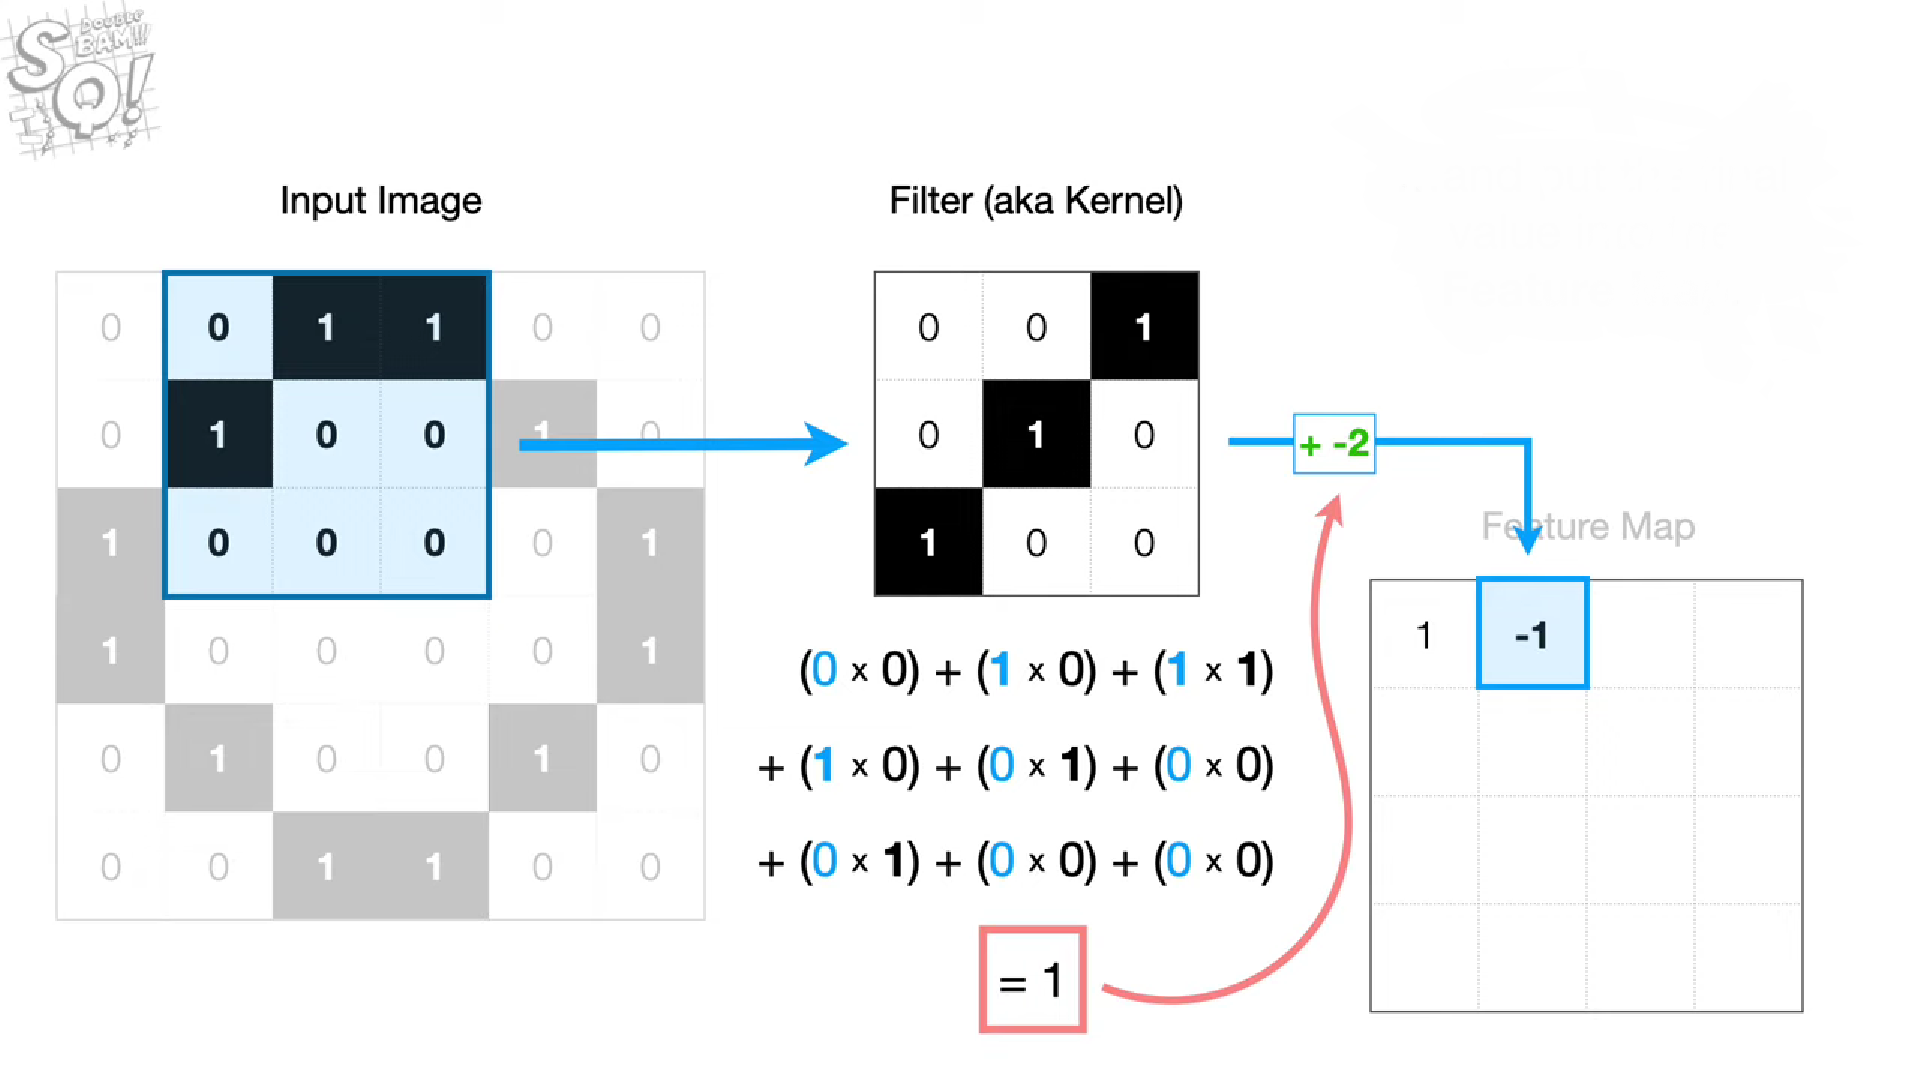 DOUBLE
BAM!!!
SQ!
Input Image
Filter (aka Kernel)
0 0 1 1 0 0
0 1 0 0 1 0
1 0 0 0 0 1
1 0 0 0 0 1
0 1 0 0 1 0
0 0 1 1 0 0
0 0 1
0 1 0
1 0 0
+ -2
(0 × 0) + (1 × 0) + (1 × 1)
+ (1 × 0) + (0 × 1) + (0 × 0)
+ (0 × 1) + (0 × 0) + (0 × 0)
= 1
Feature Map
1 -1